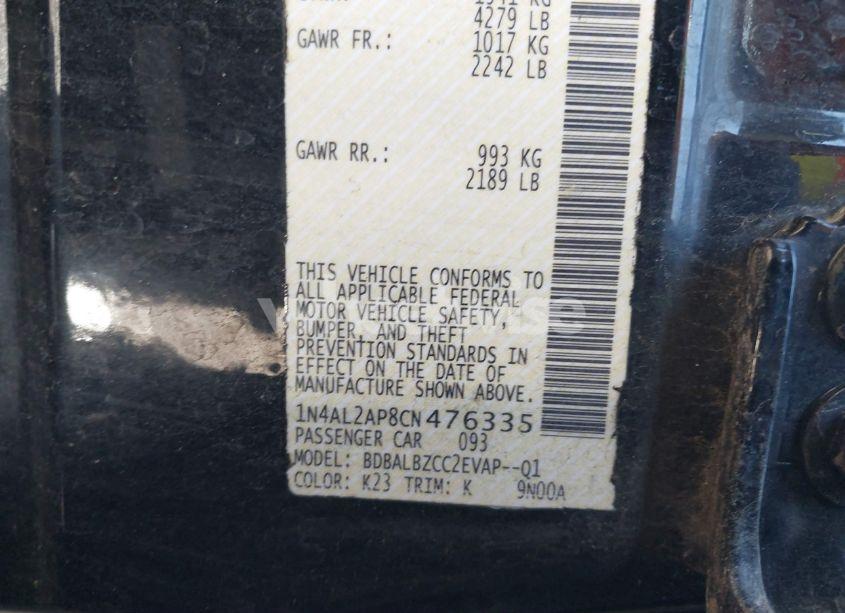 4279 LB
GAWR FR.: 1017 KG
2242 LB
GAWR RR.: 993 KG
2189 LB
THIS VEHICLE CONFORMS TO
ALL APPLICABLE FEDERAL
MOTOR VEHICLE SAFETY,
BUMPER, AND THEFT
PREVENTION STANDARDS IN
EFFECT ON THE DATE OF
MANUFACTURE SHOWN ABOVE.
1N4AL2AP8CN476335
PASSENGER CAR 093
MODEL: BDBALBZCC2EVAP--Q1
COLOR: K23 TRIM: K 9N00A